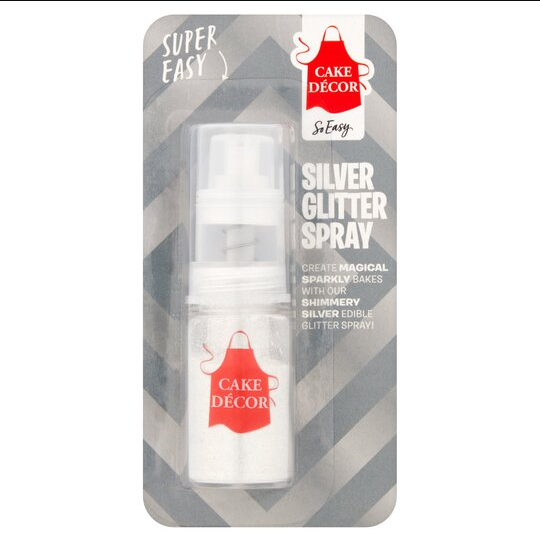 SUPER
EASY
CAKE
DÉCOR
So Easy
SILVER
GLITTER
SPRAY
CREATE MAGICAL
SPARKLY BAKES
WITH OUR
SHIMMERY
SILVER EDIBLE
GLITTER SPRAY!
CAKE
DÉCOR